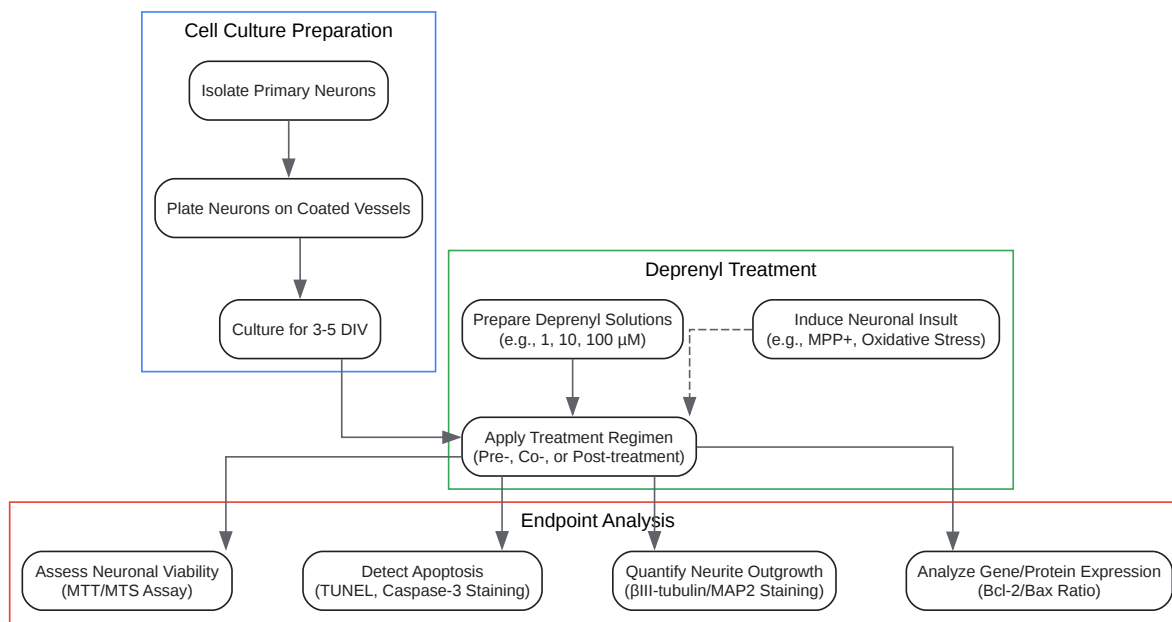 Cell Culture Preparation
Isolate Primary Neurons
Plate Neurons on Coated Vessels
Culture for 3-5 DIV
Deprenyl Treatment
Prepare Deprenyl Solutions
(e.g., 1, 10, 100 µM)
Induce Neuronal Insult
(e.g., MPP+, Oxidative Stress)
Apply Treatment Regimen
(Pre-, Co-, or Post-treatment)
Endpoint Analysis
Assess Neuronal Viability
(MTT/MTS Assay)
Detect Apoptosis
(TUNEL, Caspase-3 Staining)
Quantify Neurite Outgrowth
(βIII-tubulin/MAP2 Staining)
Analyze Gene/Protein Expression
(Bcl-2/Bax Ratio)